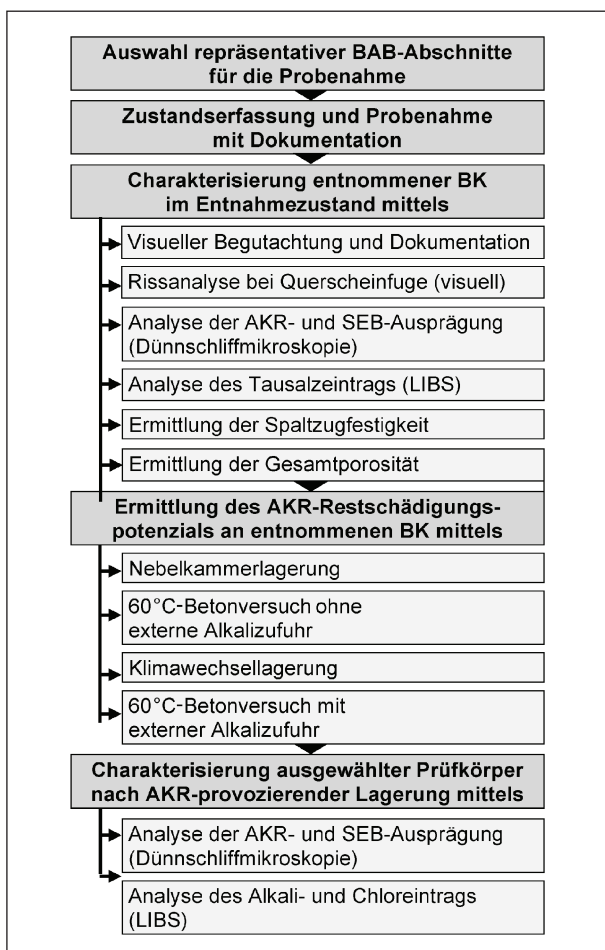 Auswahl repräsentativer BAB-Abschnitte
für die Probenahme
Zustandserfassung und Probenahme
mit Dokumentation
Charakterisierung entnommener BK
im Entnahmezustand mittels
Visueller Begutachtung und Dokumentation
Rissanalyse bei Querscheinfuge (visuell)
Analyse der AKR- und SEB-Ausprägung
(Dünnschliffmikroskopie)
Analyse des Tausalzeintrags (LIBS)
Ermittlung der Spaltzugfestigkeit
Ermittlung der Gesamtporosität
Ermittlung des AKR-Restschädigungs-
potenzials an entnommenen BK mittels
Nebelkammerlagerung
60°C-Betonversuch ohne
externe Alkalizufuhr
Klimawechsellagerung
60°C-Betonversuch mit
externer Alkalizufuhr
Charakterisierung ausgewählter Prüfkörper
nach AKR-provozierender Lagerung mittels
Analyse der AKR- und SEB-Ausprägung
(Dünnschliffmikroskopie)
Analyse des Alkali- und Chloreintrags
(LIBS)